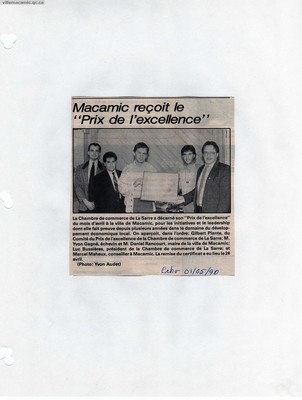 Macamic reçoit le
"Prix de l'excellence"
La Chambre de commerce de La Sarre a décerné son "Prix de l'excellence"
du mois d'avril à la ville de Macamic, pour les initiatives et le leadership
dont elle fait preuve depuis plusieurs années dans le domaine du déve-
loppement économique local. On aperçoit, dans l'ordre: Gilbert Plante, du
Comité du Prix de l'excellence de la Chambre de commerce de La Sarre; M.
Yvon Gagné, échevin et M. Daniel Rancourt, maire de la ville de Macamic;
Luc Bussières, président de la Chambre de commerce de La Sarre; et
Marcel Maheux, conseiller à Macamic. La remise du certificat a eu lieu le 24
avril.
(Photo: Yvon Audet)
Echo 01/05/90